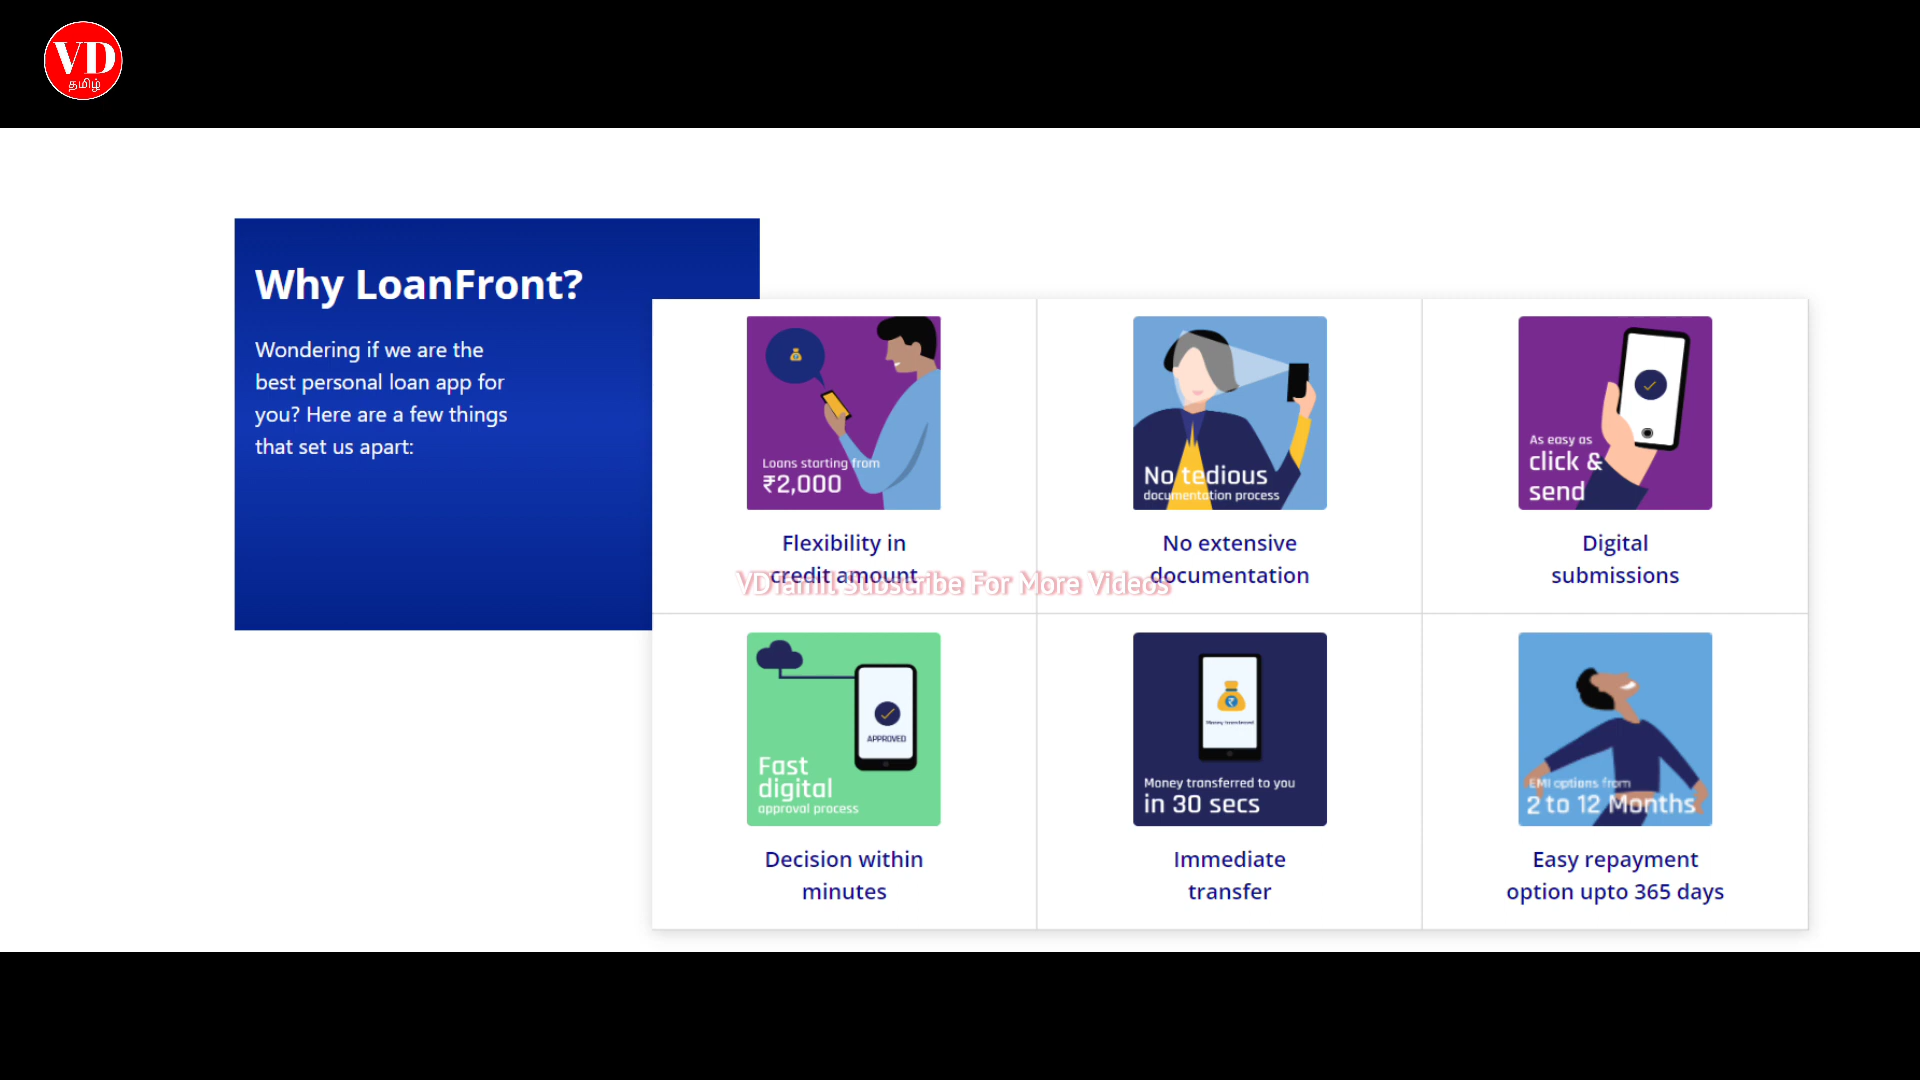 VD
தமிழ்
Why LoanFront?
Wondering if we are the
best personal loan app for
you? Here are a few things
that set us apart:
Loans starting from
₹2,000
Flexibility in
credit amount
No tedious
documentation process
No extensive
documentation
As easy as
click &
send
Digital
submissions
VDTamil Subscribe For More Videos
APPROVED
Fast
digital
approval process
Decision within
minutes
Money transferred
Money transferred to you
in 30 secs
Immediate
transfer
EMI options from
2 to 12 Months
Easy repayment
option upto 365 days